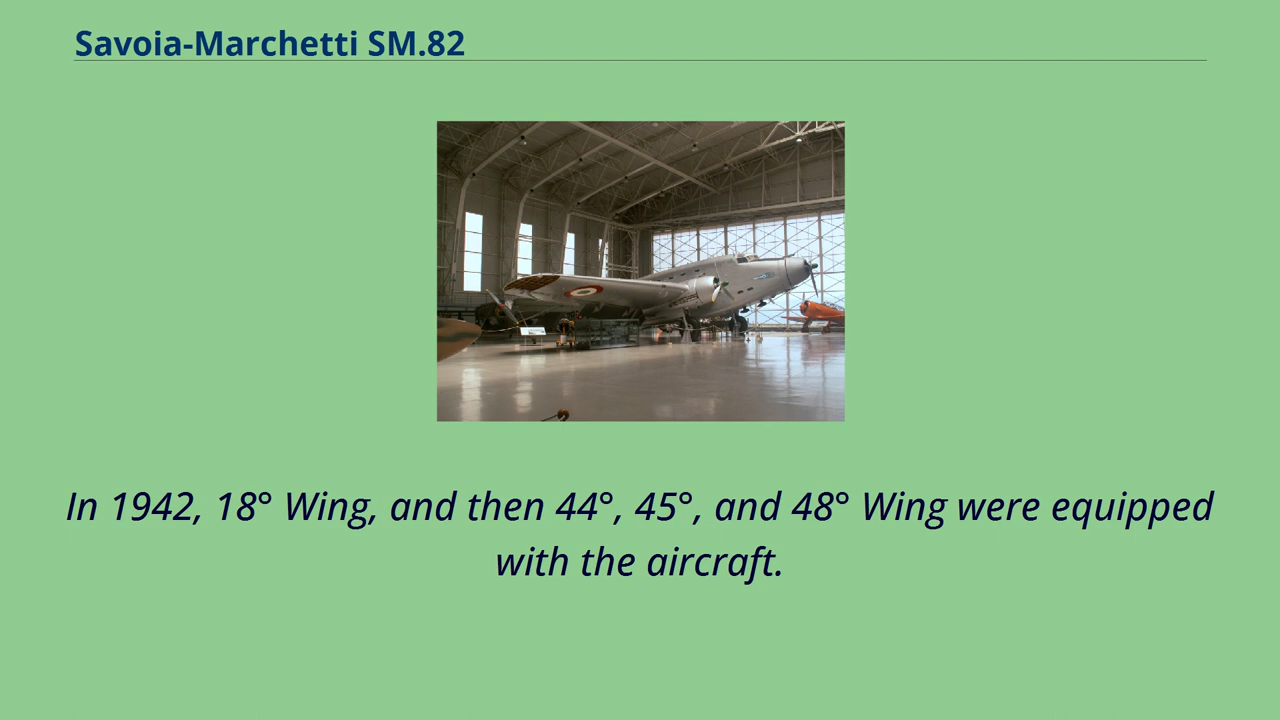 Savoia-Marchetti SM.82
In 1942, 18° Wing, and then 44°, 45°, and 48° Wing were equipped
with the aircraft.